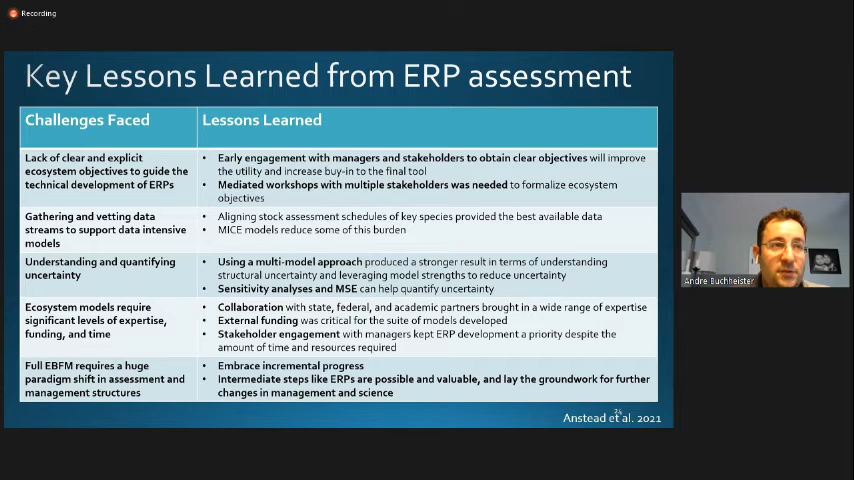 Recording
Key Lessons Learned from ERP assessment
Challenges Faced
Lessons Learned
Lack of clear and explicit
ecosystem objectives to guide the
technical development of ERPs
• Early engagement with managers and stakeholders to obtain clear objectives will improve
the utility and increase buy-in to the final tool
• Mediated workshops with multiple stakeholders was needed to formalize ecosystem
objectives
Gathering and vetting data
streams to support data intensive
models
• Aligning stock assessment schedules of key species provided the best available data
• MICE models reduce some of this burden
Understanding and quantifying
uncertainty
• Using a multi-model approach produced a stronger result in terms of understanding
structural uncertainty and leveraging model strengths to reduce uncertainty
• Sensitivity analyses and MSE can help quantify uncertainty
Ecosystem models require
significant levels of expertise,
funding, and time
• Collaboration with state, federal, and academic partners brought in a wide range of expertise
• External funding was critical for the suite of models developed
• Stakeholder engagement with managers kept ERP development a priority despite the
amount of time and resources required
Full EBFM requires a huge
paradigm shift in assessment and
management structures
• Embrace incremental progress
• Intermediate steps like ERPs are possible and valuable, and lay the groundwork for further
changes in management and science
24
Anstead et al. 2021
Andre Buchheister